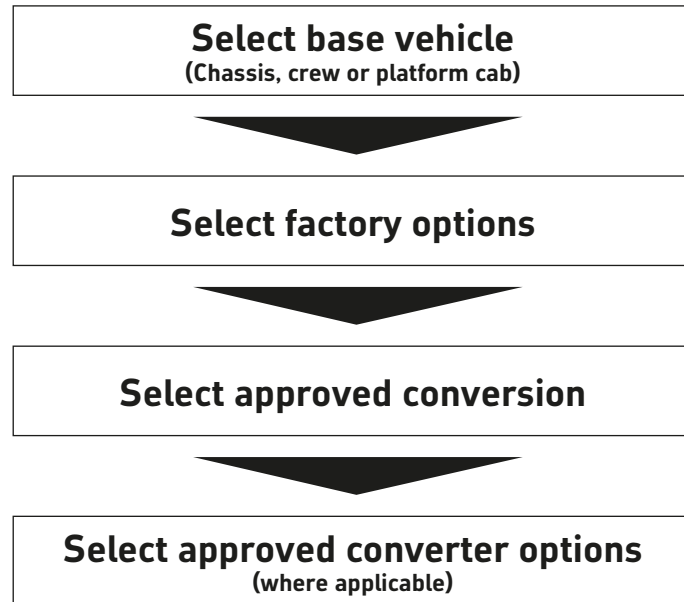 Select base vehicle
(Chassis, crew or platform cab)
Select factory options
Select approved conversion
Select approved converter options
(where applicable)